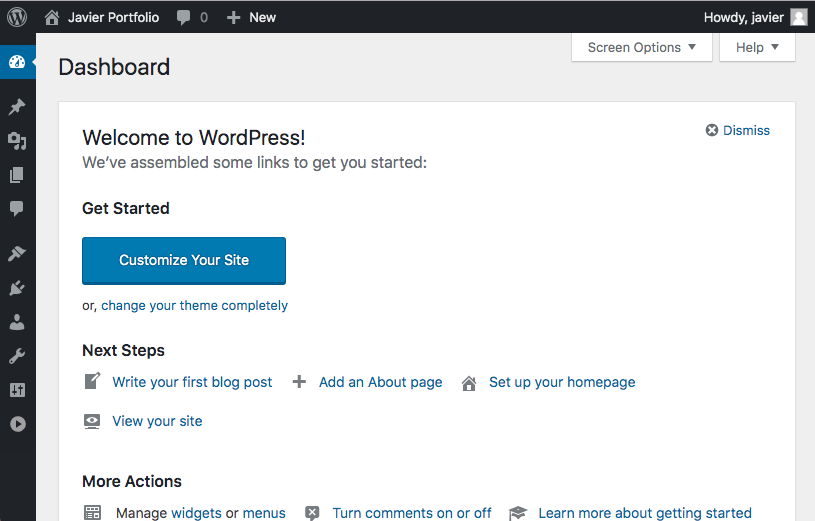 Javier Portfolio 0 New Howdy, javier
Screen Options Help
Dashboard
Welcome to WordPress!
Dismiss
We’ve assembled some links to get you started:
Get Started
Customize Your Site
or, change your theme completely
Next Steps
Write your first blog post Add an About page Set up your homepage
View your site
More Actions
Manage widgets or menus Turn comments on or off Learn more about getting started